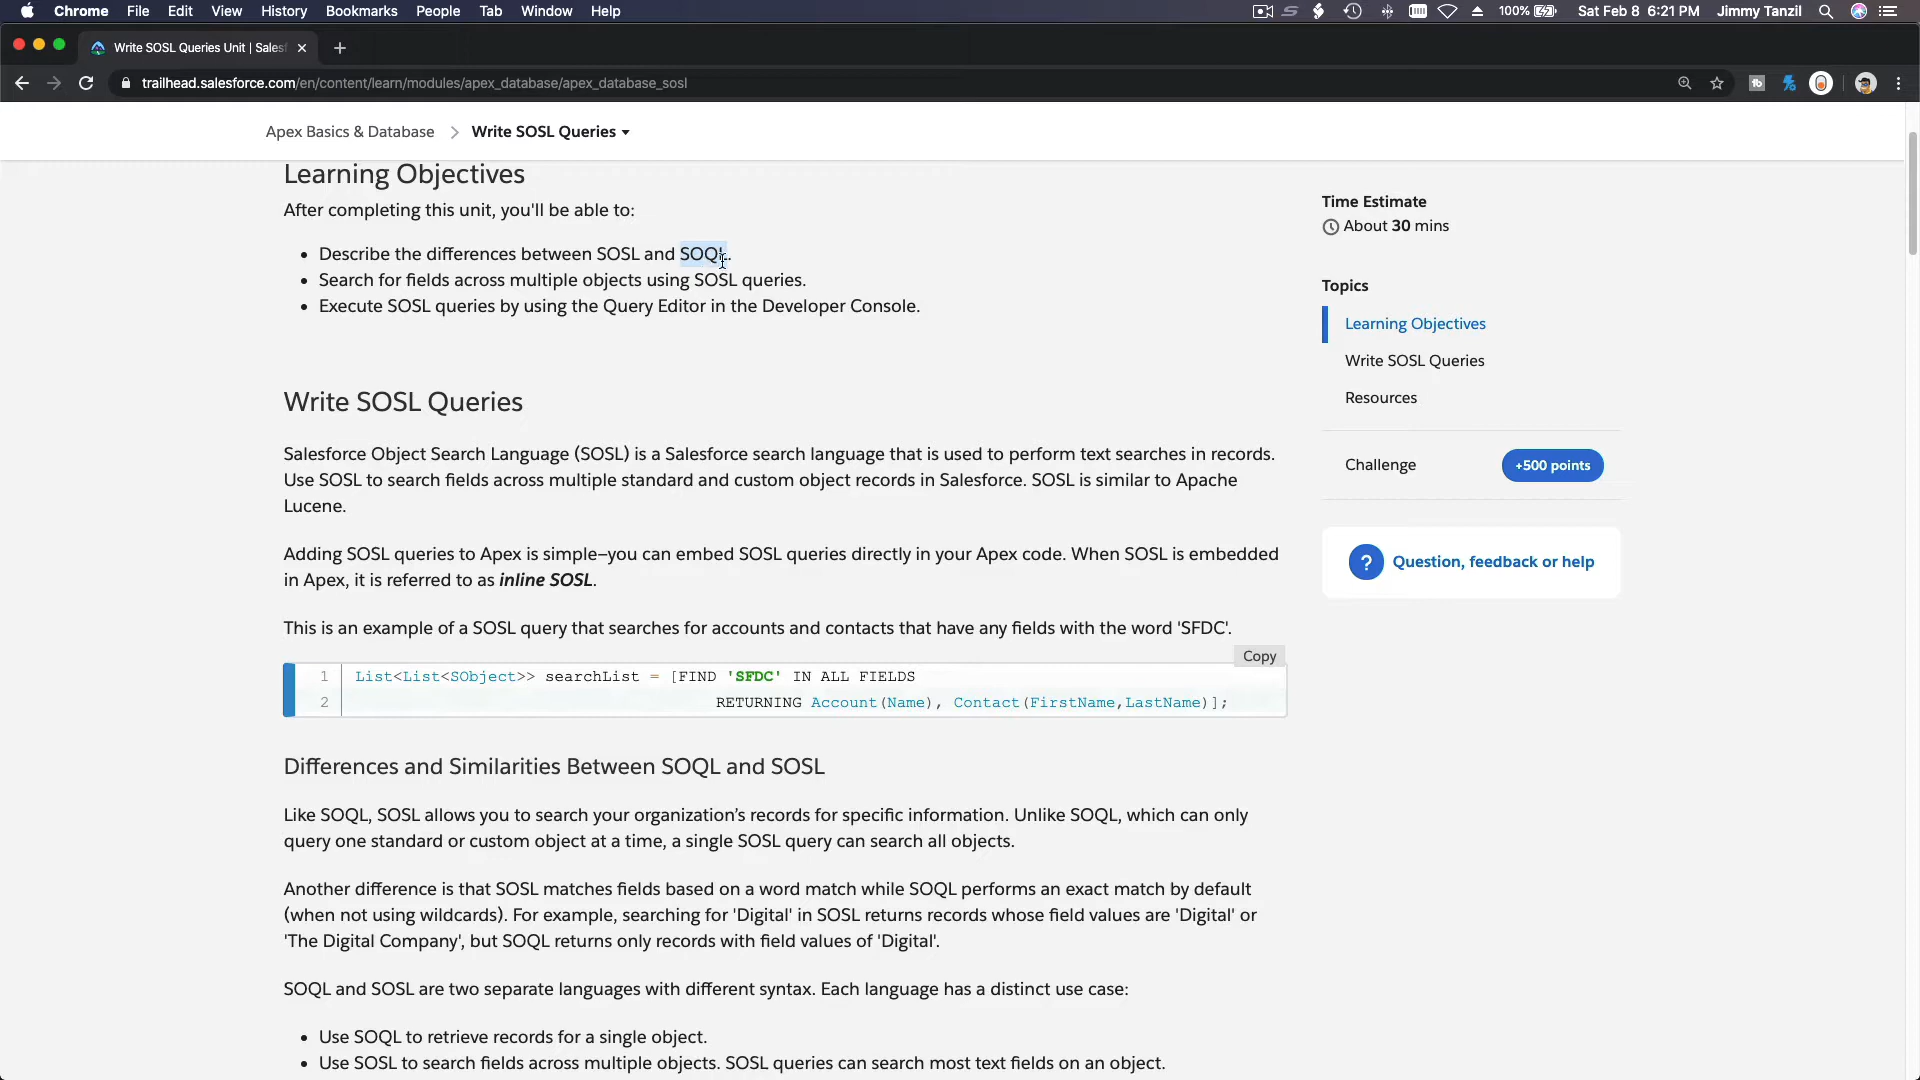 Chrome File Edit View History Bookmarks People Tab Window Help 100% Sat Feb 8 6:21 PM Jimmy Tanzil
Write SOSL Queries Unit | Salesf
trailhead.salesforce.com/en/content/learn/modules/apex_database/apex_database_sosl
Apex Basics & Database > Write SOSL Queries
Learning Objectives
After completing this unit, you'll be able to:
• Describe the differences between SOSL and SOQL.
• Search for fields across multiple objects using SOSL queries.
• Execute SOSL queries by using the Query Editor in the Developer Console.
Write SOSL Queries
Salesforce Object Search Language (SOSL) is a Salesforce search language that is used to perform text searches in records.
Use SOSL to search fields across multiple standard and custom object records in Salesforce. SOSL is similar to Apache
Lucene.
Adding SOSL queries to Apex is simple—you can embed SOSL queries directly in your Apex code. When SOSL is embedded
in Apex, it is referred to as inline SOSL.
This is an example of a SOSL query that searches for accounts and contacts that have any fields with the word 'SFDC'.
Copy
1 List<List<SObject>> searchList = [FIND 'SFDC' IN ALL FIELDS
2 RETURNING Account(Name), Contact(FirstName,LastName)];
Differences and Similarities Between SOQL and SOSL
Like SOQL, SOSL allows you to search your organization's records for specific information. Unlike SOQL, which can only
query one standard or custom object at a time, a single SOSL query can search all objects.
Another difference is that SOSL matches fields based on a word match while SOQL performs an exact match by default
(when not using wildcards). For example, searching for 'Digital' in SOSL returns records whose field values are 'Digital' or
'The Digital Company', but SOQL returns only records with field values of 'Digital'.
SOQL and SOSL are two separate languages with different syntax. Each language has a distinct use case:
• Use SOQL to retrieve records for a single object.
• Use SOSL to search fields across multiple objects. SOSL queries can search most text fields on an object.
Time Estimate
About 30 mins
Topics
Learning Objectives
Write SOSL Queries
Resources
Challenge +500 points
? Question, feedback or help